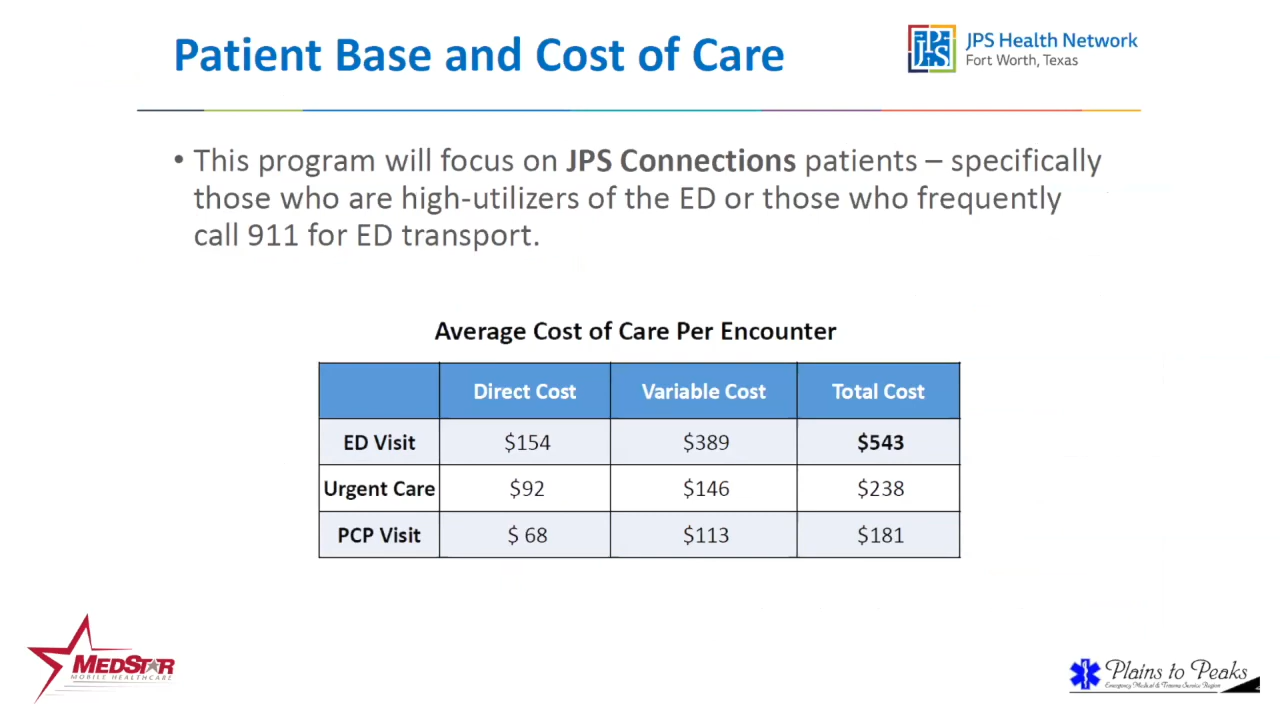 Patient Base and Cost of Care
JPS Health Network
Fort Worth, Texas
• This program will focus on JPS Connections patients – specifically
those who are high-utilizers of the ED or those who frequently
call 911 for ED transport.
Average Cost of Care Per Encounter
Direct Cost Variable Cost Total Cost
ED Visit $154 $389 $543
Urgent Care $92 $146 $238
PCP Visit $ 68 $113 $181
MEDSTAR
MOBILE HEALTHCARE
Plains to Peaks
Emergency Medical & Trauma Service Region